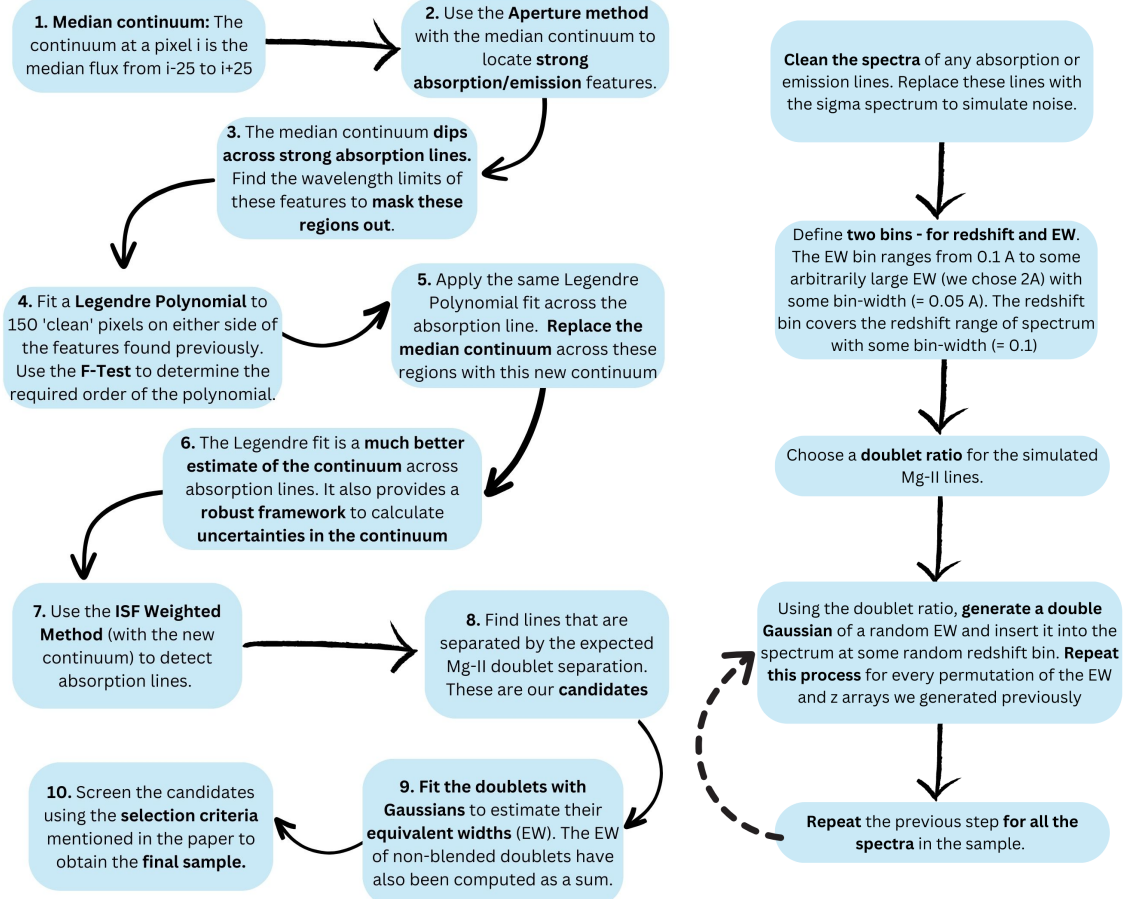 1. Median continuum: The
continuum at a pixel i is the
median flux from i-25 to i+25
2. Use the Aperture method
with the median continuum to
locate strong
absorption/emission features.
3. The median continuum dips
across strong absorption lines.
Find the wavelength limits of
these features to mask these
regions out.
4. Fit a Legendre Polynomial to
150 'clean' pixels on either side of
the features found previously.
Use the F-Test to determine the
required order of the polynomial.
5. Apply the same Legendre
Polynomial fit across the
absorption line. Replace the
median continuum across these
regions with this new continuum
6. The Legendre fit is a much better
estimate of the continuum across
absorption lines. It also provides a
robust framework to calculate
uncertainties in the continuum
7. Use the ISF Weighted
Method (with the new
continuum) to detect
absorption lines.
8. Find lines that are
separated by the expected
Mg-II doublet separation.
These are our candidates
9. Fit the doublets with
Gaussians to estimate their
equivalent widths (EW). The EW
of non-blended doublets have
also been computed as a sum.
10. Screen the candidates
using the selection criteria
mentioned in the paper to
obtain the final sample.
Clean the spectra of any absorption or
emission lines. Replace these lines with
the sigma spectrum to simulate noise.
Define two bins - for redshift and EW.
The EW bin ranges from 0.1 A to some
arbitrarily large EW (we chose 2A) with
some bin-width (= 0.05 A). The redshift
bin covers the redshift range of spectrum
with some bin-width (= 0.1)
Choose a doublet ratio for the simulated
Mg-II lines.
Using the doublet ratio, generate a double
Gaussian of a random EW and insert it into the
spectrum at some random redshift bin. Repeat
this process for every permutation of the EW
and z arrays we generated previously
Repeat the previous step for all the
spectra in the sample.